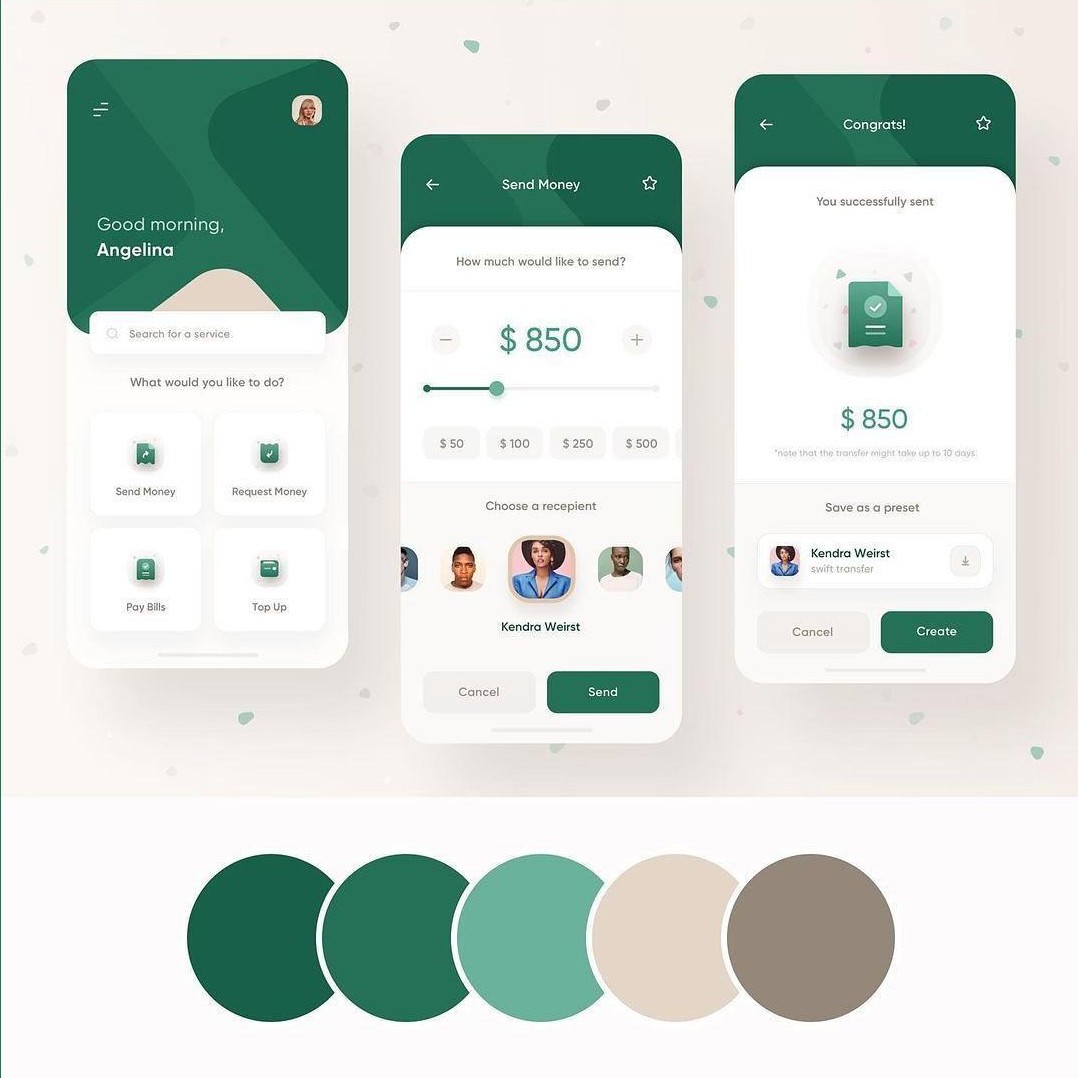 Good morning,
Angelina
Search for a service.
What would you like to do?
Send Money
Request Money
Pay Bills
Top Up
Send Money
How much would like to send?
$ 850
$ 50
$ 100
$ 250
$ 500
Choose a recepient
Kendra Weirst
Cancel
Send
Congrats!
You successfully sent
$ 850
*note that the transfer might take up to 10 days.
Save as a preset
Kendra Weirst
swift transfer
Cancel
Create